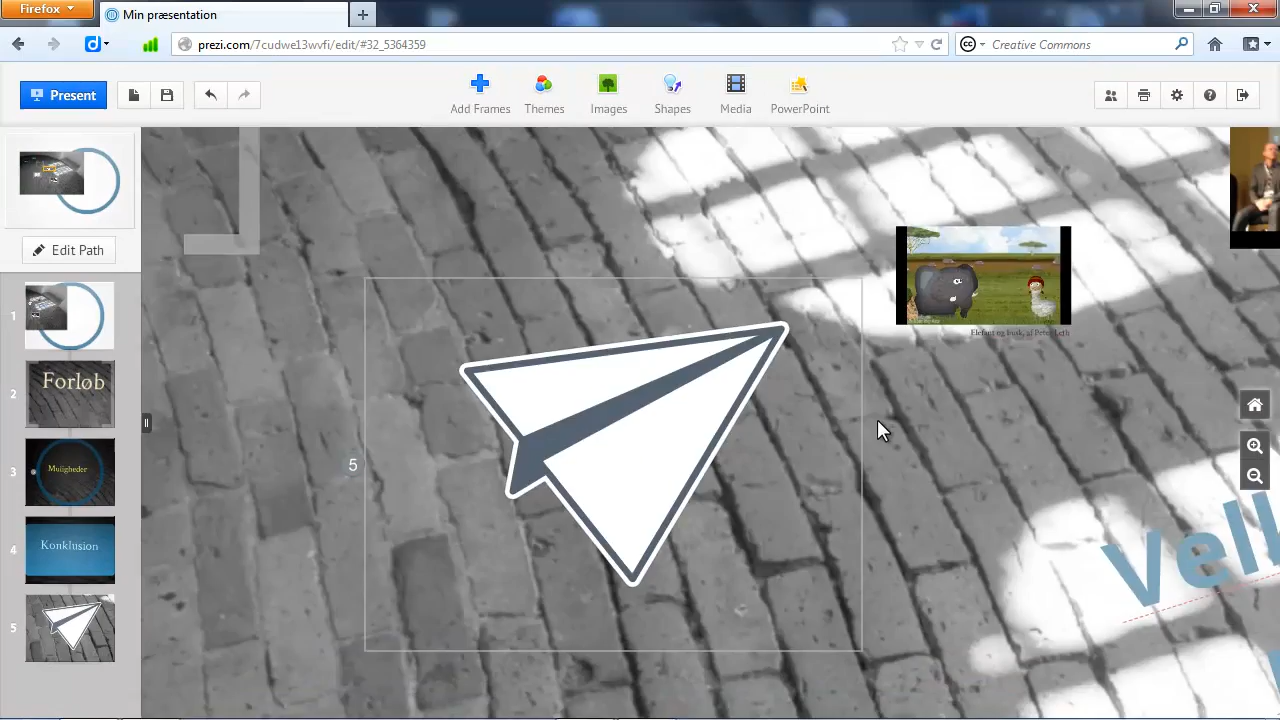 Firefox
Min præsentation
prezi.com/7cudwe13wvfi/edit/#32_5364359
Creative Commons
Present
Add Frames
Themes
Images
Shapes
Media
PowerPoint
Edit Path
1
2
Forløb
3
Muligheder
4
Konklusion
5
5
Elefant og busk, af Peter Leth
Vell